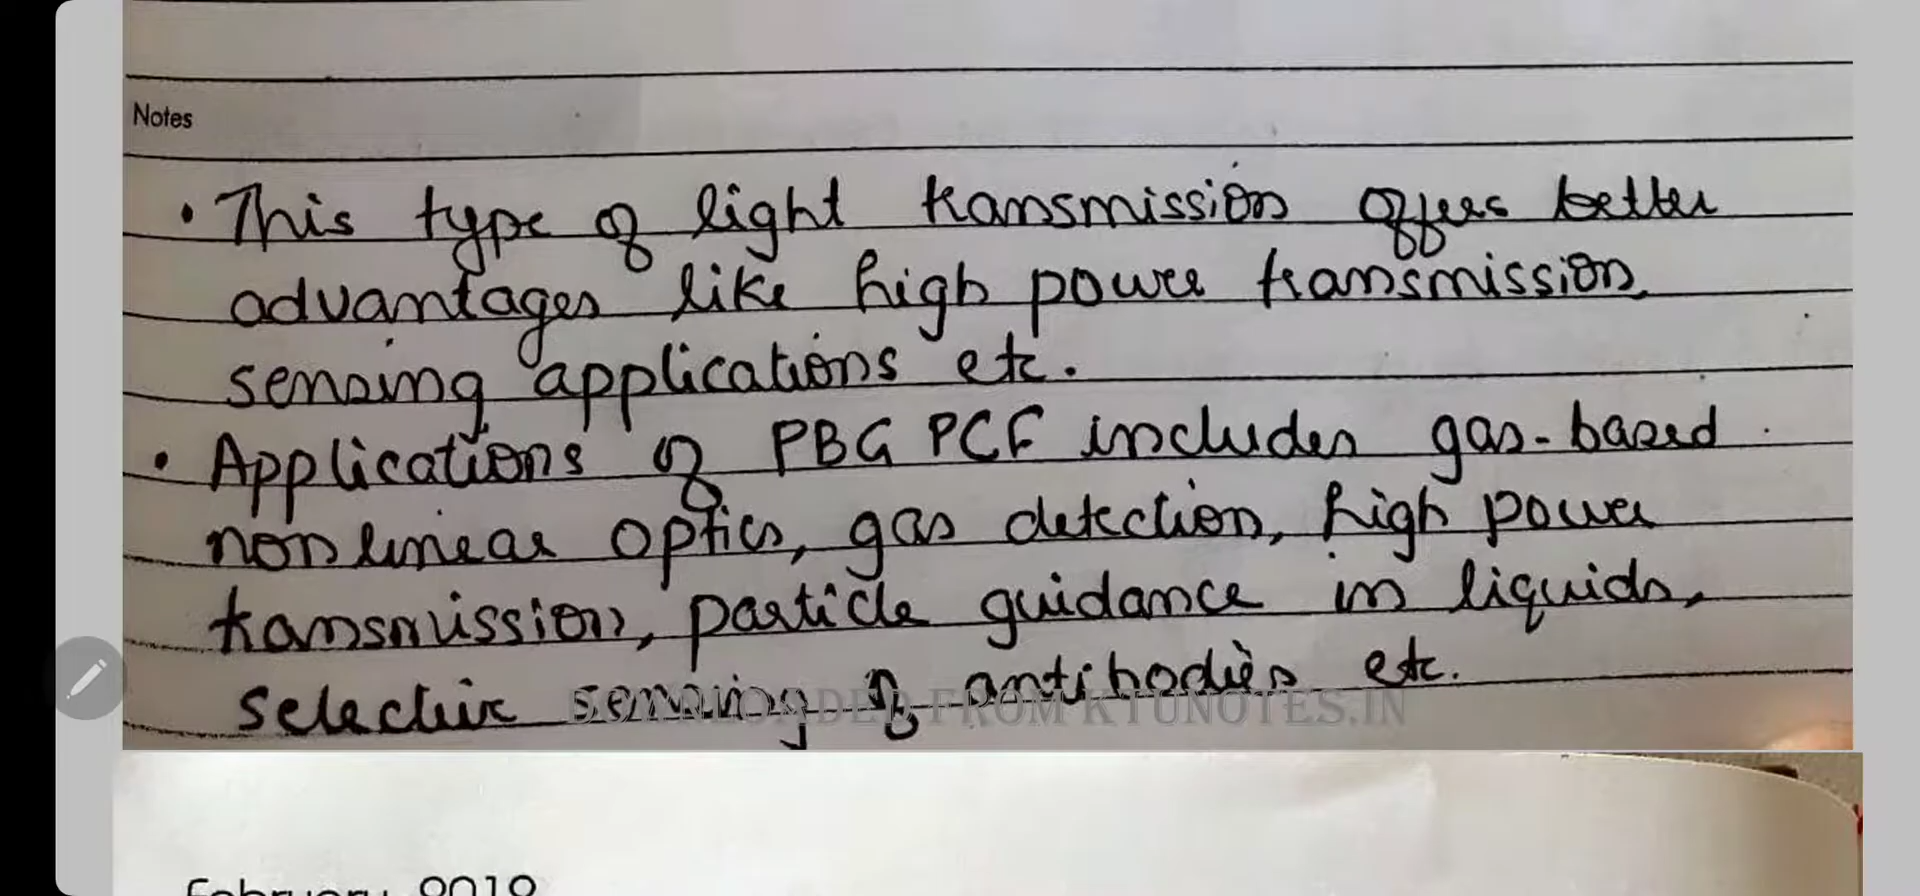 Notes
• This type of light transmission offers better
advantages like high power transmission
sensing applications etc.
• Applications of PBG PCF includes gas-based
nonlinear optics, gas detection, high power
transmission, particle guidance in liquids,
selective sensing of antibodies etc.
DOWNLOADED FROM KTUNOTES.IN
February 2019